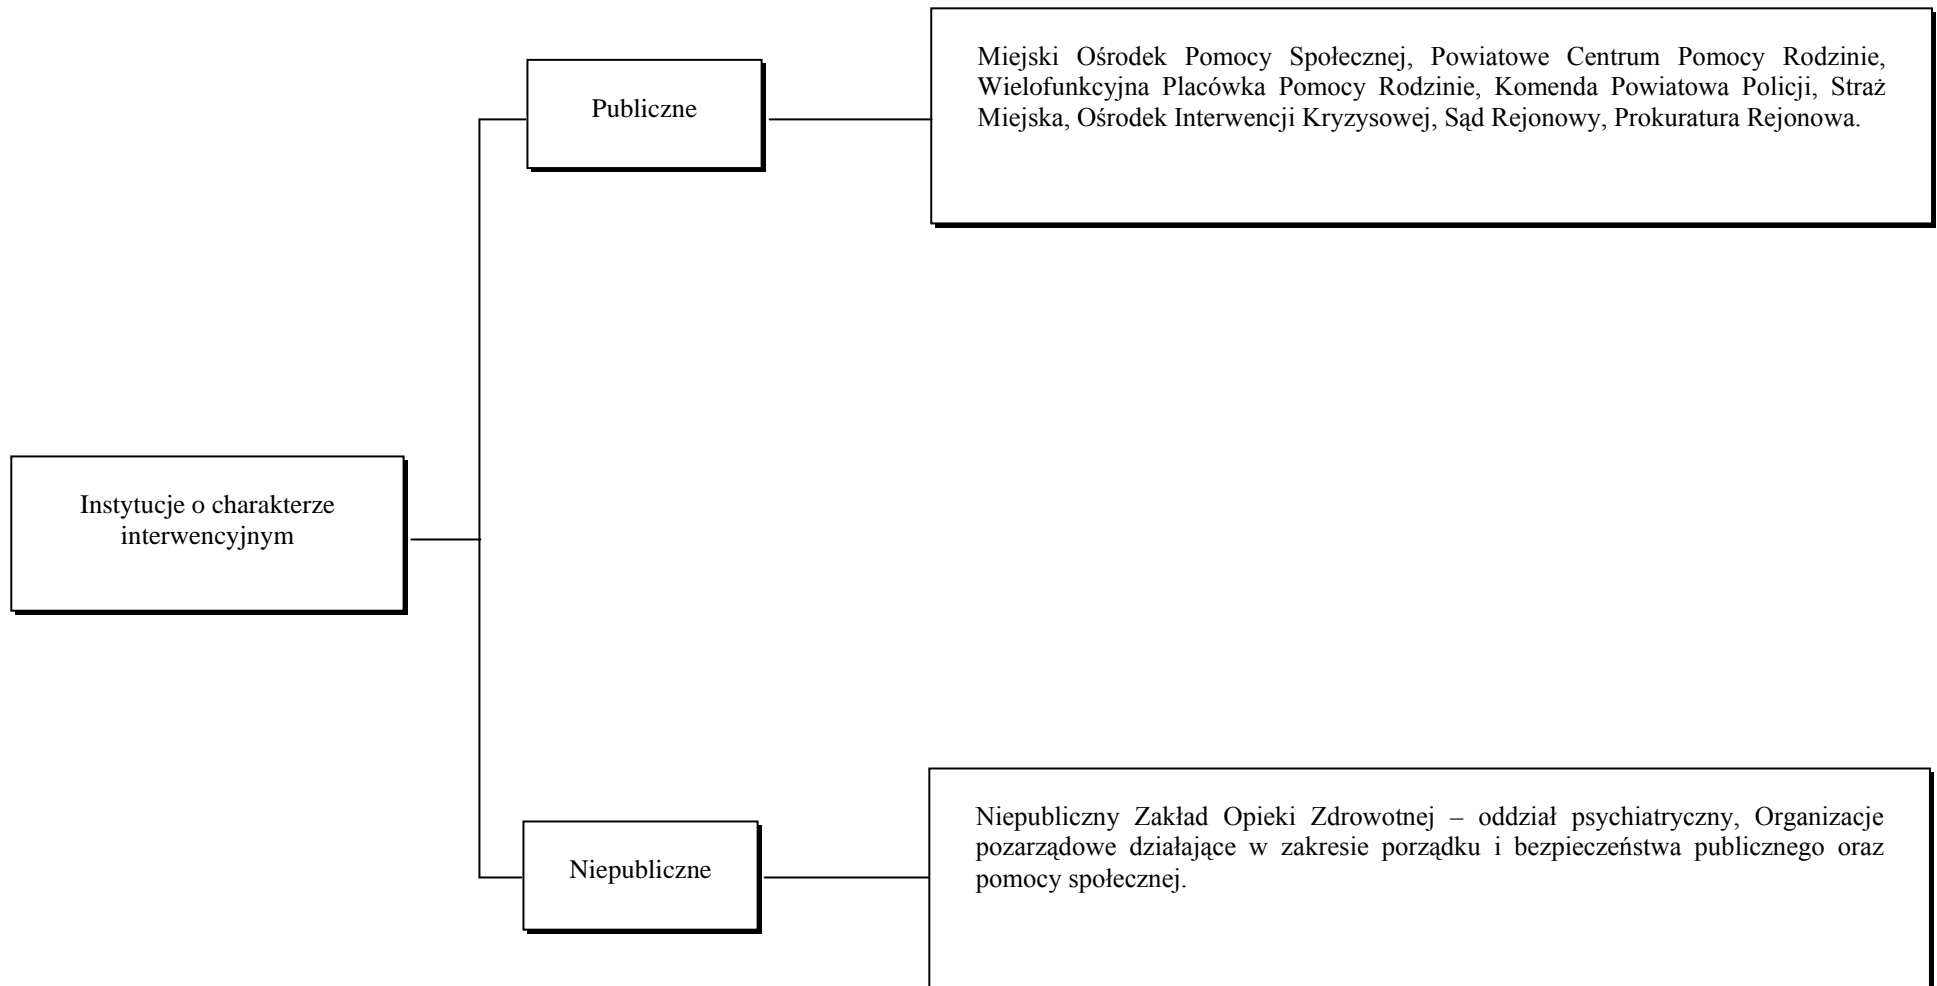 Miejski Ośrodek Pomocy Społecznej, Powiatowe Centrum Pomocy Rodzinie,
Wielofunkcyjna Placówka Pomocy Rodzinie, Komenda Powiatowa Policji, Straż
Miejska, Ośrodek Interwencji Kryzysowej, Sąd Rejonowy, Prokuratura Rejonowa.
Publiczne
Instytucje o charakterze
interwencyjnym
Niepubliczny Zakład Opieki Zdrowotnej – oddział psychiatryczny, Organizacje
pozarządowe działające w zakresie porządku i bezpieczeństwa publicznego oraz
pomocy społecznej.
Niepubliczne